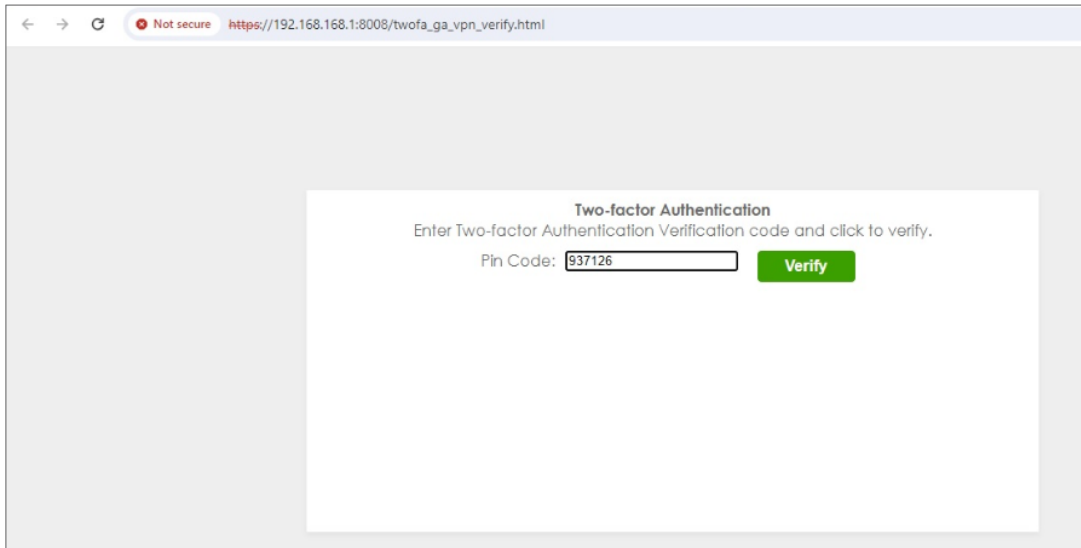 Not secure https://192.168.168.1:8008/twofa_ga_vpn_verify.html
Two-factor Authentication
Enter Two-factor Authentication Verification code and click to verify.
Pin Code: 937126 Verify